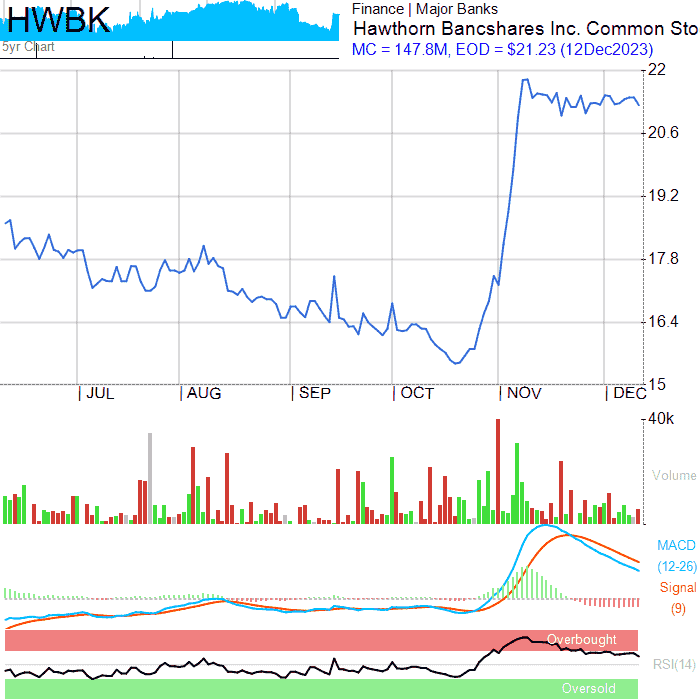 HWBK
5yr Chart
Finance | Major Banks
Hawthorn Bancshares Inc. Common Sto
MC = 147.8M, EOD = $21.23 (12Dec2023)
22
20.6
19.2
17.8
16.4
15
JUL
AUG
SEP
OCT
NOV
DEC
40k
Volume
MACD
(12-26)
Signal
(9)
Overbought
RSI(14)
Oversold